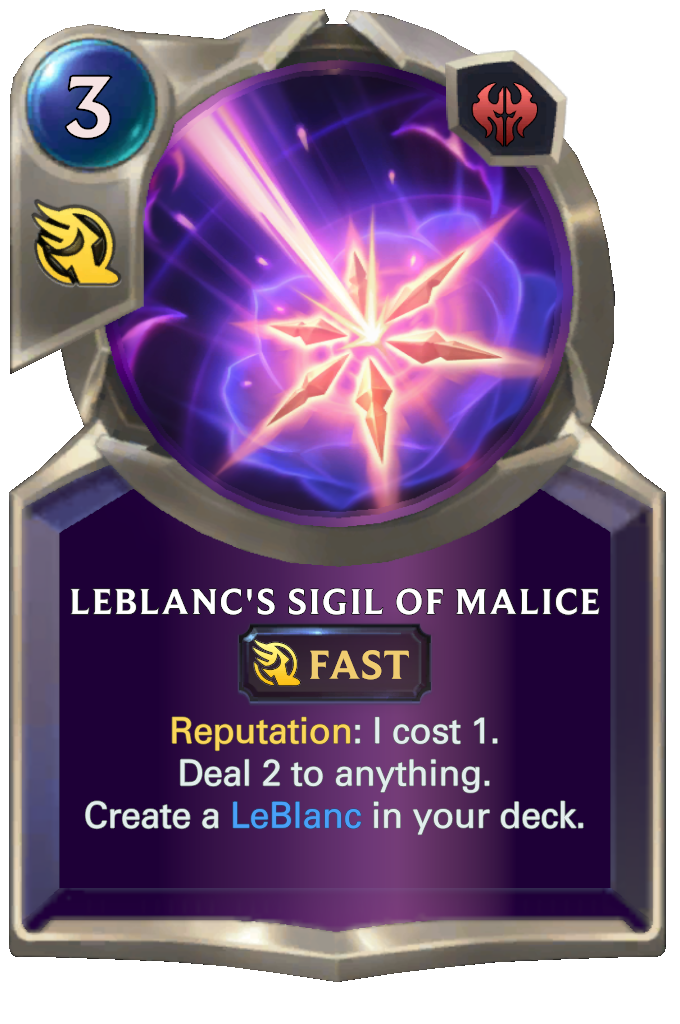 3
LEBLANC'S SIGIL OF MALICE
FAST
Reputation: I cost 1.
Deal 2 to anything.
Create a LeBlanc in your deck.